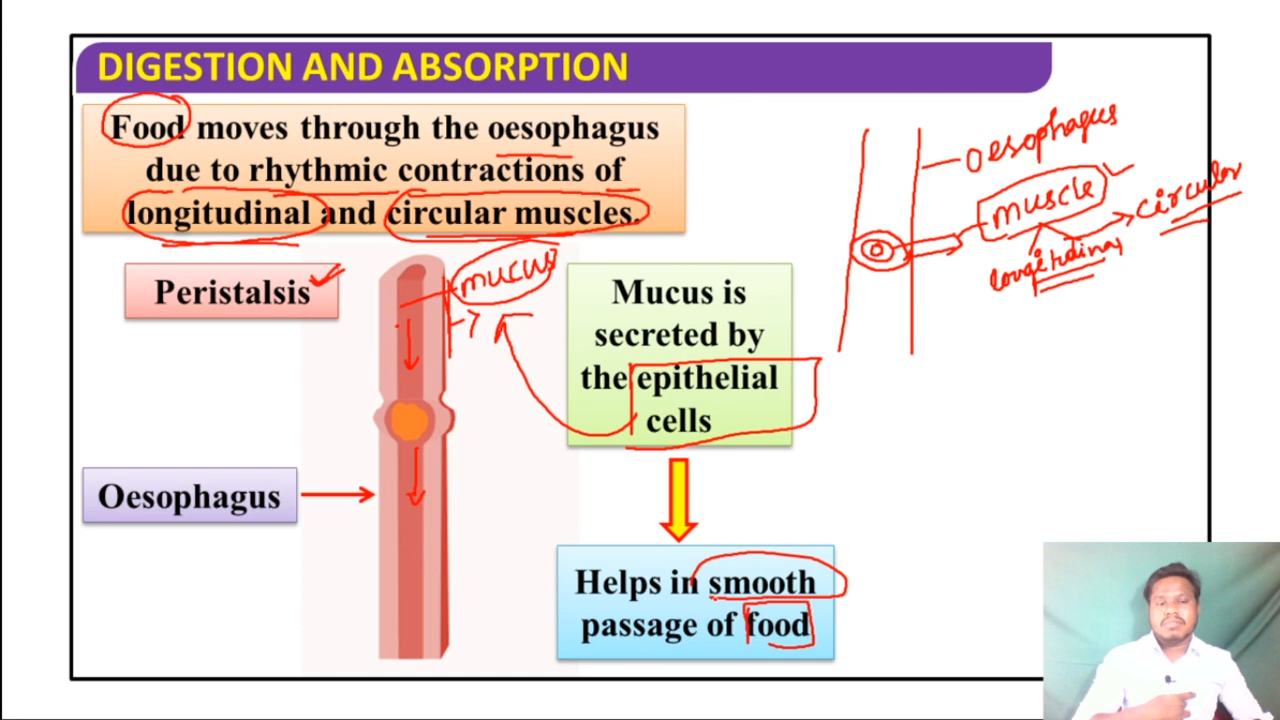 DIGESTION AND ABSORPTION
Food moves through the oesophagus
due to rhythmic contractions of
longitudinal and circular muscles.
Peristalsis
mucus
Mucus is
secreted by
the epithelial
cells
Oesophagus
Helps in smooth
passage of food
Oesophagus
muscle
circular
longitudinal